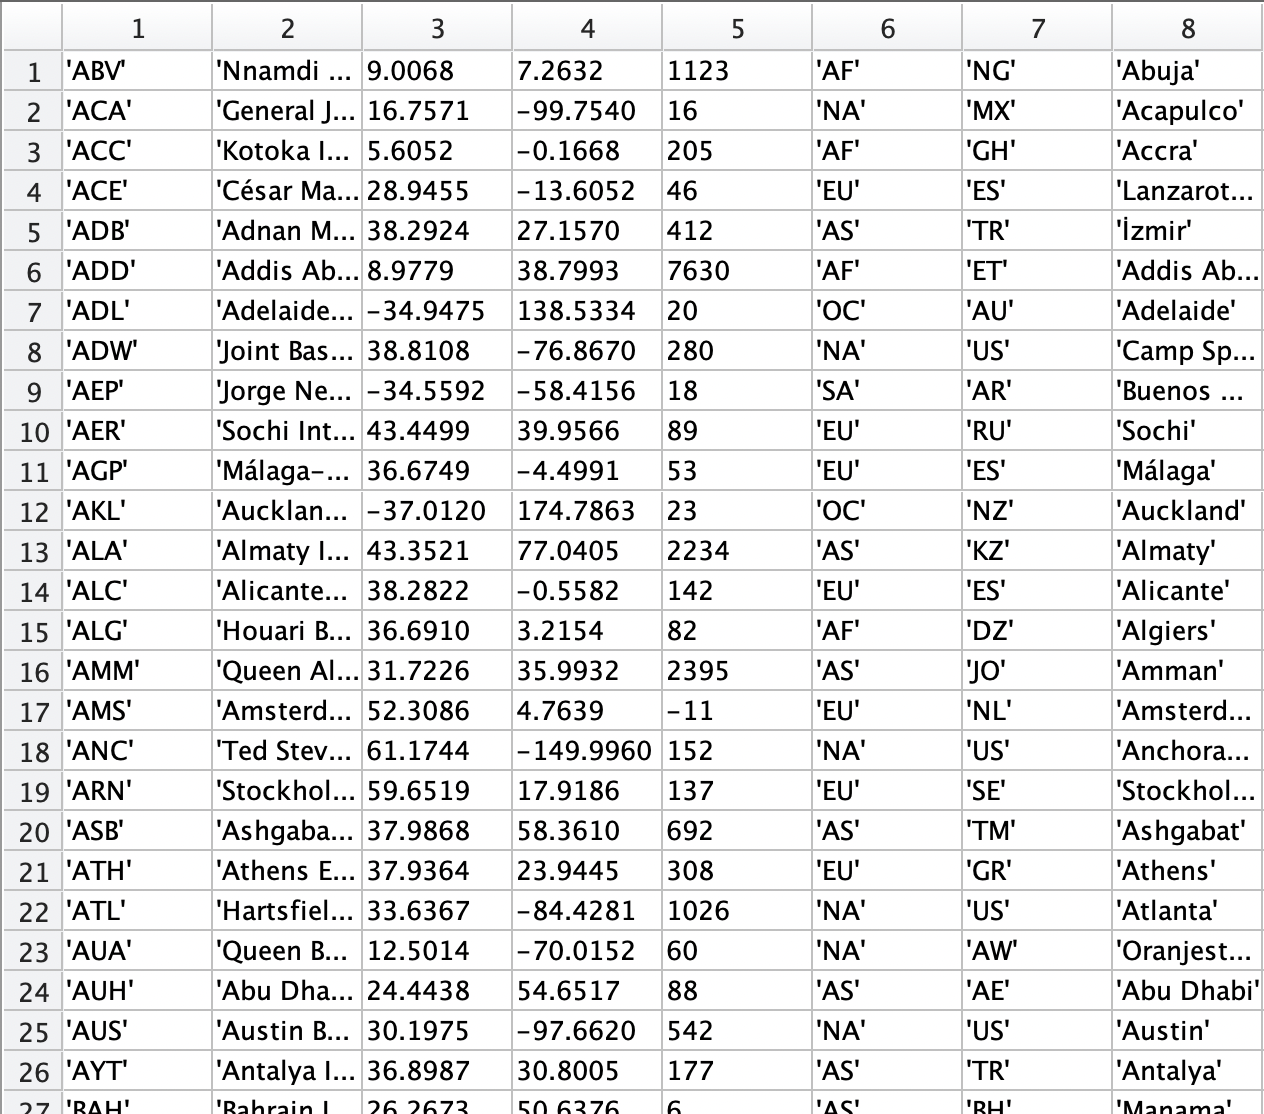 1 2 3 4 5 6 7 8
1 'ABV' 'Nnamdi ... 9.0068 7.2632 1123 'AF' 'NG' 'Abuja'
2 'ACA' 'General J... 16.7571 -99.7540 16 'NA' 'MX' 'Acapulco'
3 'ACC' 'Kotoka I... 5.6052 -0.1668 205 'AF' 'GH' 'Accra'
4 'ACE' 'César Ma... 28.9455 -13.6052 46 'EU' 'ES' 'Lanzarot...
5 'ADB' 'Adnan M... 38.2924 27.1570 412 'AS' 'TR' 'İzmir'
6 'ADD' 'Addis Ab... 8.9779 38.7993 7630 'AF' 'ET' 'Addis Ab...
7 'ADL' 'Adelaide... -34.9475 138.5334 20 'OC' 'AU' 'Adelaide'
8 'ADW' 'Joint Bas... 38.8108 -76.8670 280 'NA' 'US' 'Camp Sp...
9 'AEP' 'Jorge Ne... -34.5592 -58.4156 18 'SA' 'AR' 'Buenos ...
10 'AER' 'Sochi Int... 43.4499 39.9566 89 'EU' 'RU' 'Sochi'
11 'AGP' 'Málaga-... 36.6749 -4.4991 53 'EU' 'ES' 'Málaga'
12 'AKL' 'Aucklan... -37.0120 174.7863 23 'OC' 'NZ' 'Auckland'
13 'ALA' 'Almaty I... 43.3521 77.0405 2234 'AS' 'KZ' 'Almaty'
14 'ALC' 'Alicante... 38.2822 -0.5582 142 'EU' 'ES' 'Alicante'
15 'ALG' 'Houari B... 36.6910 3.2154 82 'AF' 'DZ' 'Algiers'
16 'AMM' 'Queen Al... 31.7226 35.9932 2395 'AS' 'JO' 'Amman'
17 'AMS' 'Amsterd... 52.3086 4.7639 -11 'EU' 'NL' 'Amsterd...
18 'ANC' 'Ted Stev... 61.1744 -149.9960 152 'NA' 'US' 'Anchora...
19 'ARN' 'Stockhol... 59.6519 17.9186 137 'EU' 'SE' 'Stockhol...
20 'ASB' 'Ashgaba... 37.9868 58.3610 692 'AS' 'TM' 'Ashgabat'
21 'ATH' 'Athens E... 37.9364 23.9445 308 'EU' 'GR' 'Athens'
22 'ATL' 'Hartsfiel... 33.6367 -84.4281 1026 'NA' 'US' 'Atlanta'
23 'AUA' 'Queen B... 12.5014 -70.0152 60 'NA' 'AW' 'Oranjest...
24 'AUH' 'Abu Dha... 24.4438 54.6517 88 'AS' 'AE' 'Abu Dhabi'
25 'AUS' 'Austin B... 30.1975 -97.6620 542 'NA' 'US' 'Austin'
26 'AYT' 'Antalya I... 36.8987 30.8005 177 'AS' 'TR' 'Antalya'
27 'BAH' 'Bahrain I... 26.2673 50.6376 6 'AS' 'BH' 'Manama'